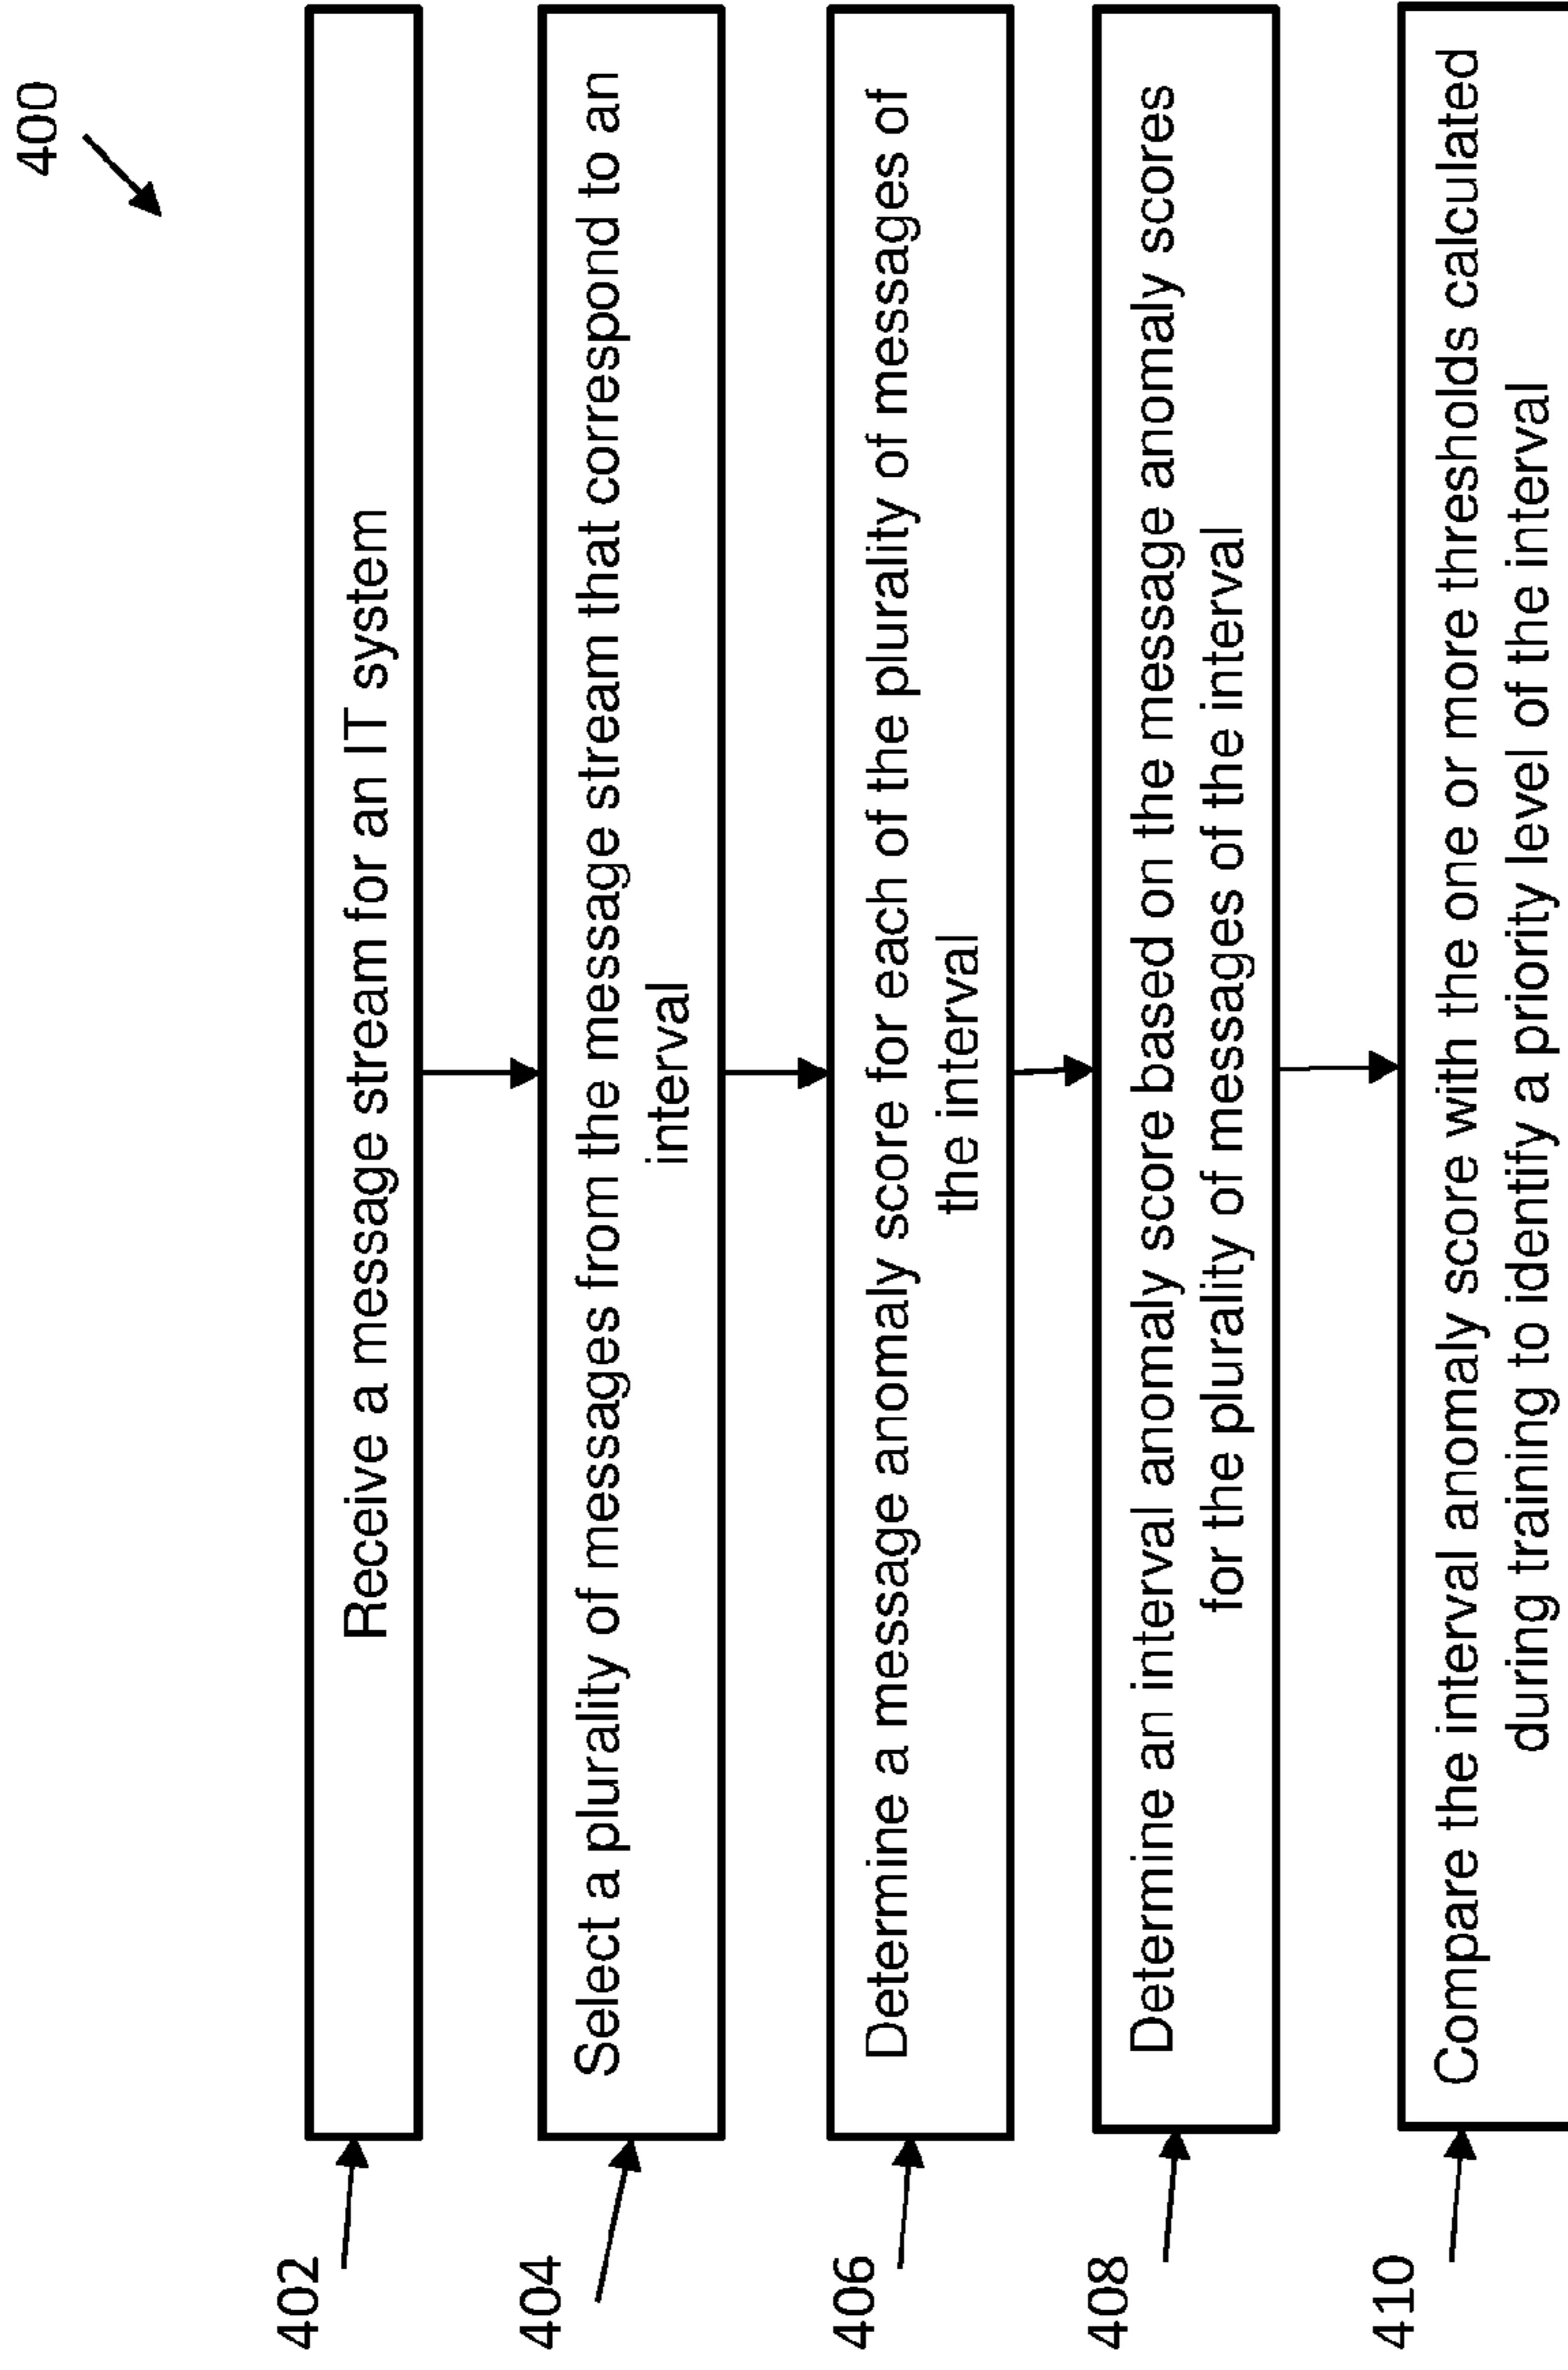 400
402
Receive a message stream for an IT system
404
Select a plurality of messages from the message stream that correspond to an
interval
406
Determine a message anomaly score for each of the plurality of messages of
the interval
408
Determine an interval anomaly score based on the message anomaly scores
for the plurality of messages of the interval
410
Compare the interval anomaly score with the one or more thresholds calculated
during training to identify a priority level of the interval